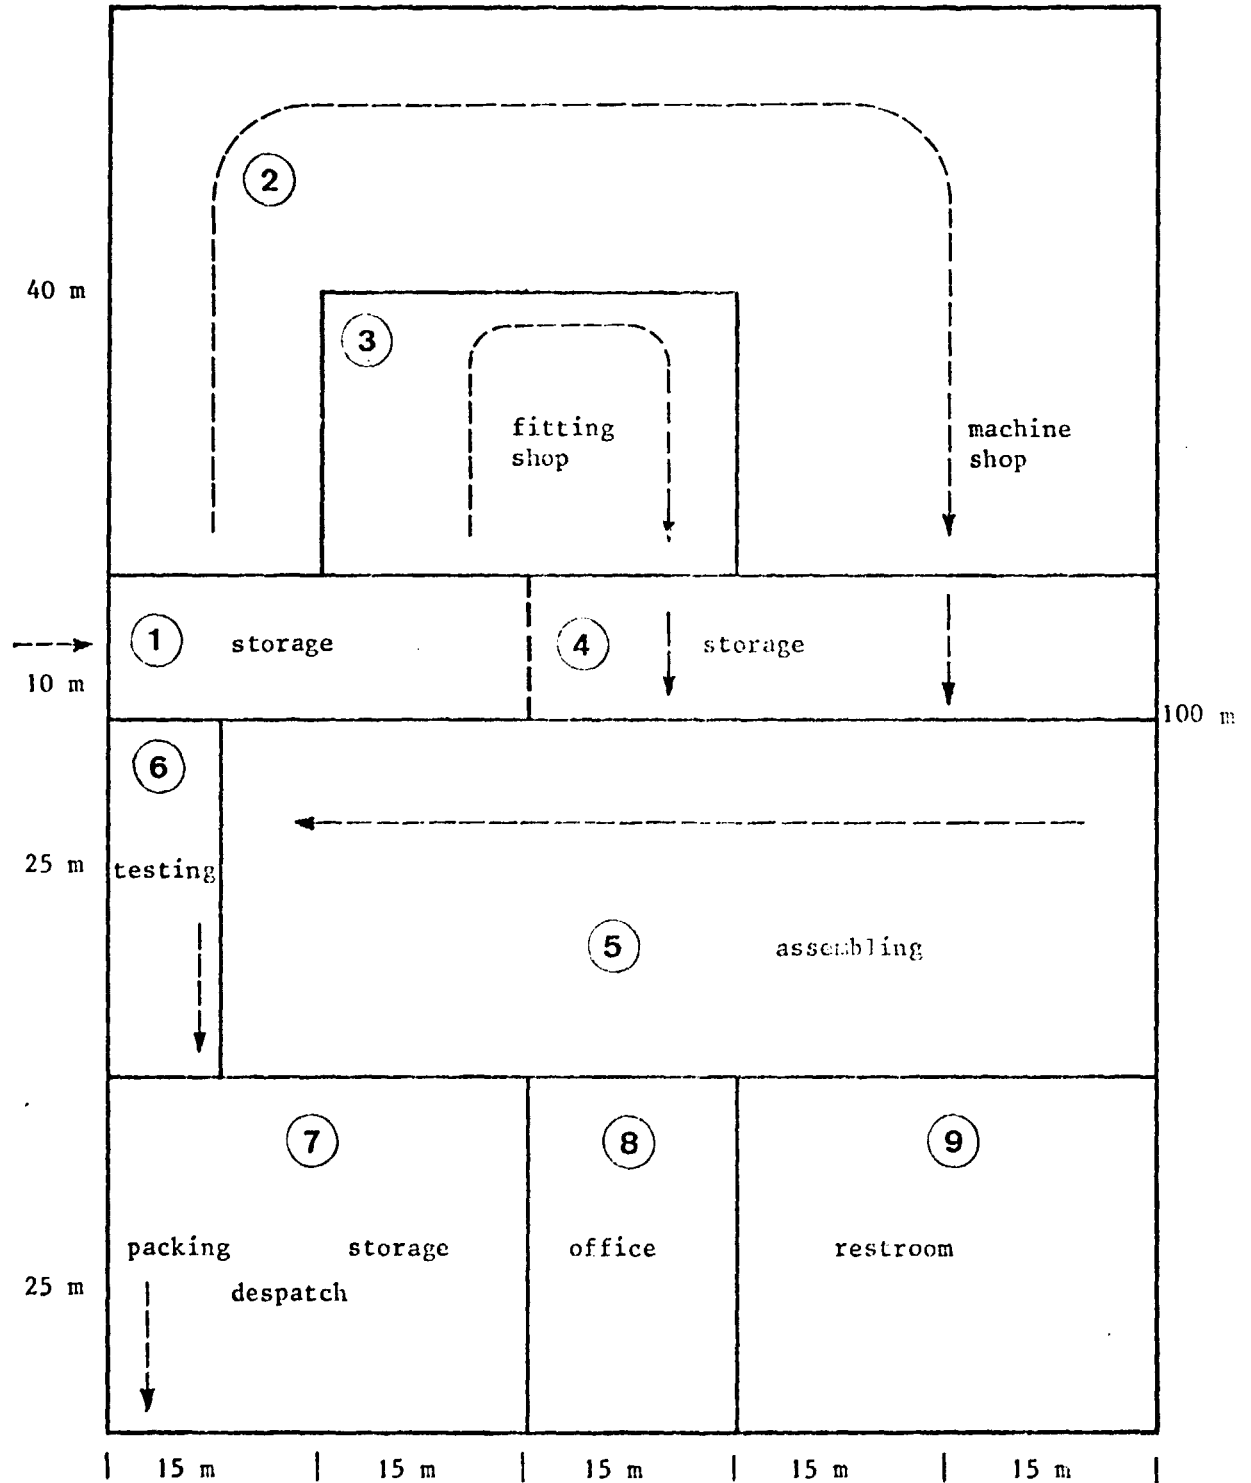 2
40 m
3
fitting
shop
machine
shop
1
storage
4
storage
10 m
100 m
6
25 m
testing
5
assembling
7
8
9
packing
storage
office
restroom
despatch
25 m
15 m
15 m
15 m
15 m
15 m